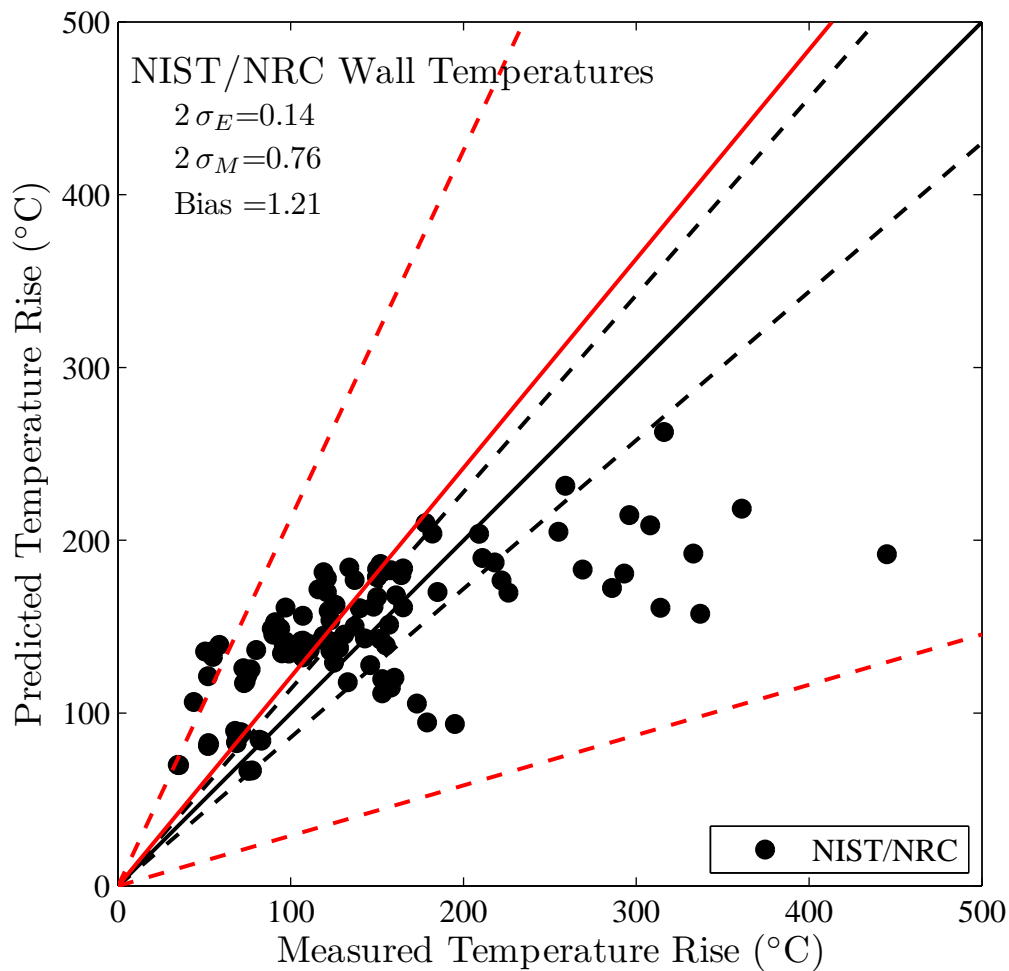 NIST/NRC Wall Temperatures
2 σ_E=0.14
2 σ_M=0.76
Bias =1.21
Predicted Temperature Rise (°C)
500
400
300
200
100
0
NIST/NRC
0 100 200 300 400 500
Measured Temperature Rise (°C)